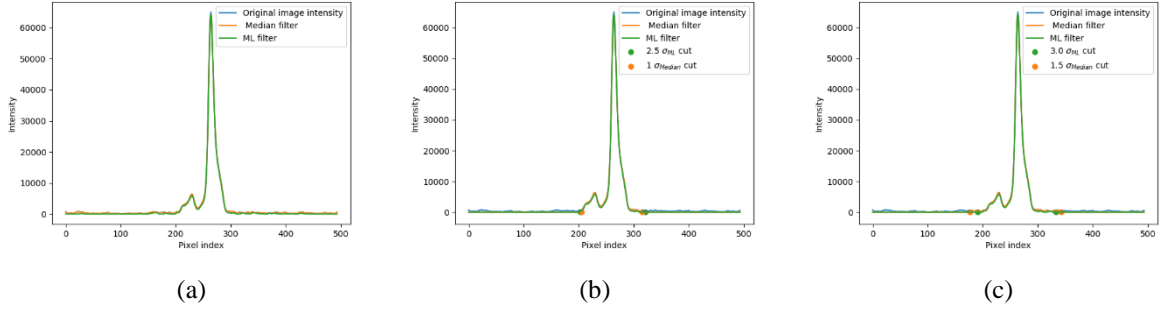 Original image intensity
Median filter
ML filter
60000
50000
40000
30000
20000
10000
0
Intensity
0 100 200 300 400 500
Pixel index
(a)
Original image intensity
Median filter
ML filter
2.5 σ_ML cut
1 σ_Median cut
60000
50000
40000
30000
20000
10000
0
Intensity
0 100 200 300 400 500
Pixel index
(b)
Original image intensity
Median filter
ML filter
3.0 σ_ML cut
1.5 σ_Median cut
60000
50000
40000
30000
20000
10000
0
Intensity
0 100 200 300 400 500
Pixel index
(c)